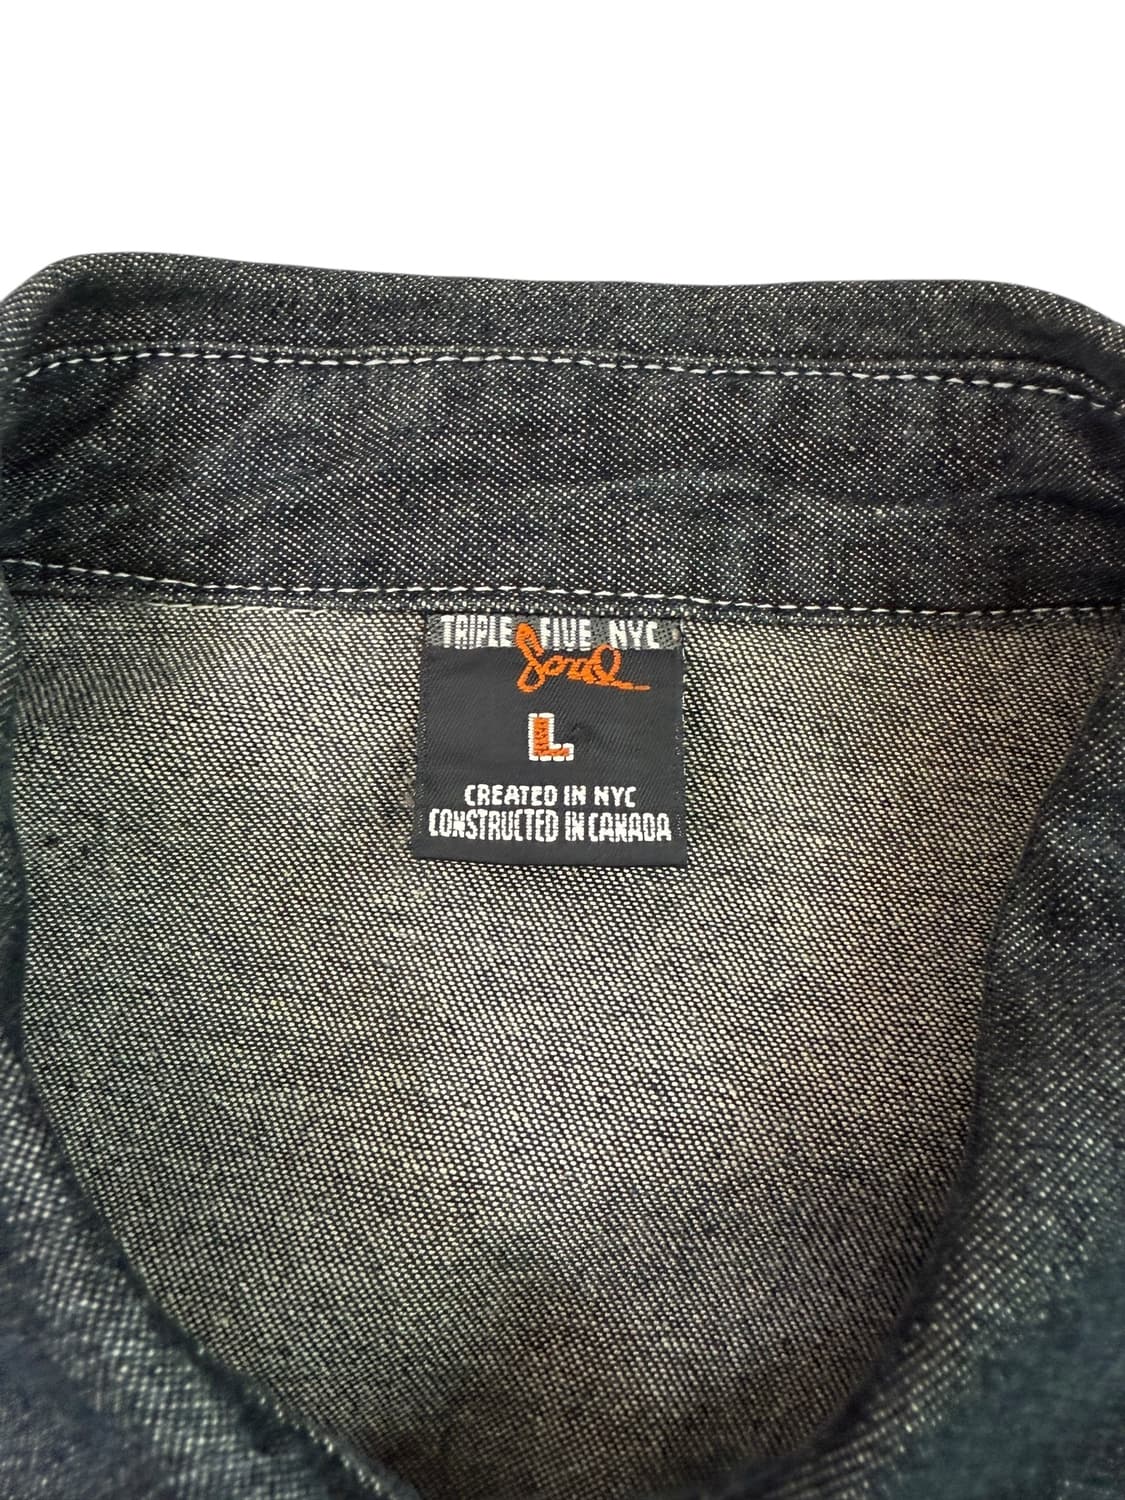 TRIPLE FIVE NYC
Soul
L
CREATED IN NYC
CONSTRUCTED IN CANADA